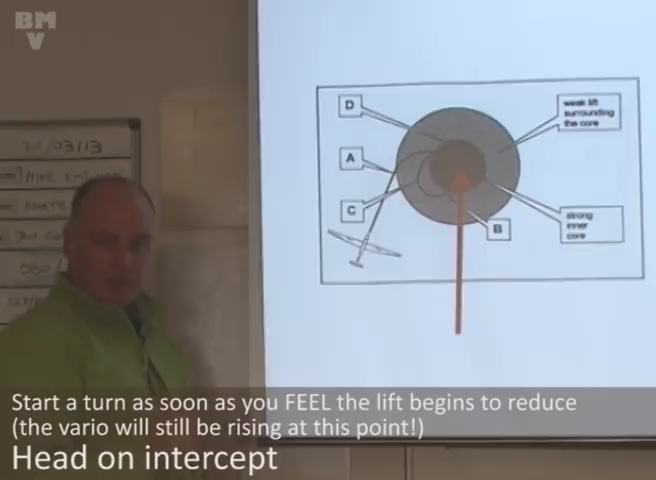 BM
V
D
A
C
B
weak lift
surrounding
the core
strong
inner
core
Start a turn as soon as you FEEL the lift begins to reduce
(the vario will still be rising at this point!)
Head on intercept